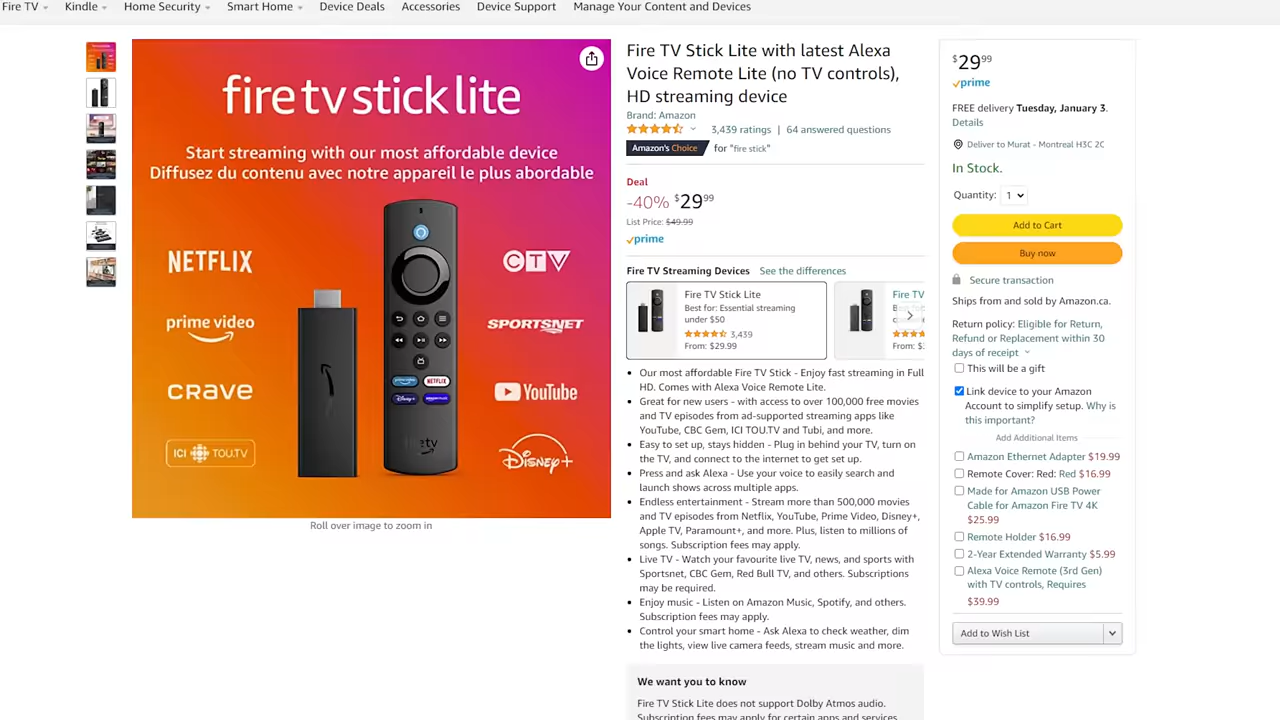 Fire TV
Kindle
Home Security
Smart Home
Device Deals
Accessories
Device Support
Manage Your Content and Devices
fire tv stick lite
Start streaming with our most affordable device
Diffusez du contenu avec notre appareil le plus abordable
NETFLIX
prime video
CRAVE
ICI TOU.TV
CTV
SPORTSNET
YouTube
Disney+
prime video
NETFLIX
Disney+
fire tv
Roll over image to zoom in
Fire TV Stick Lite with latest Alexa
Voice Remote Lite (no TV controls),
HD streaming device
Brand: Amazon
3,439 ratings | 64 answered questions
Amazon's Choice for "fire stick"
Deal
-40% $29 99
List Price: $49.99
prime
Fire TV Streaming Devices See the differences
Fire TV Stick Lite
Best for: Essential streaming
under $50
3,439
From: $29.99
Fire TV
From: $
• Our most affordable Fire TV Stick - Enjoy fast streaming in Full
HD. Comes with Alexa Voice Remote Lite.
• Great for new users - with access to over 100,000 free movies
and TV episodes from ad-supported streaming apps like
YouTube, CBC Gem, ICI TOU.TV and Tubi, and more.
• Easy to set up, stays hidden - Plug in behind your TV, turn on
the TV, and connect to the internet to get set up.
• Press and ask Alexa - Use your voice to easily search and
launch shows across multiple apps.
• Endless entertainment - Stream more than 500,000 movies
and TV episodes from Netflix, YouTube, Prime Video, Disney+,
Apple TV, Paramount+, and more. Plus, listen to millions of
songs. Subscription fees may apply.
• Live TV - Watch your favourite live TV, news, and sports with
Sportsnet, CBC Gem, Red Bull TV, and others. Subscriptions
may be required.
• Enjoy music - Listen on Amazon Music, Spotify, and others.
Subscription fees may apply.
• Control your smart home - Ask Alexa to check weather, dim
the lights, view live camera feeds, stream music and more.
We want you to know
Fire TV Stick Lite does not support Dolby Atmos audio.
Subscription fees may apply for certain apps and services
$29 99
prime
FREE delivery Tuesday, January 3.
Details
Deliver to Murat - Montreal H3C 2C
In Stock.
Quantity: 1
Add to Cart
Buy now
Secure transaction
Ships from and sold by Amazon.ca.
Return policy: Eligible for Return,
Refund or Replacement within 30
days of receipt
This will be a gift
Link device to your Amazon
Account to simplify setup. Why is
this important?
Add Additional Items
Amazon Ethernet Adapter $19.99
Remote Cover: Red: Red $16.99
Made for Amazon USB Power
Cable for Amazon Fire TV 4K
$25.99
Remote Holder $16.99
2-Year Extended Warranty $5.99
Alexa Voice Remote (3rd Gen)
with TV controls, Requires
$39.99
Add to Wish List